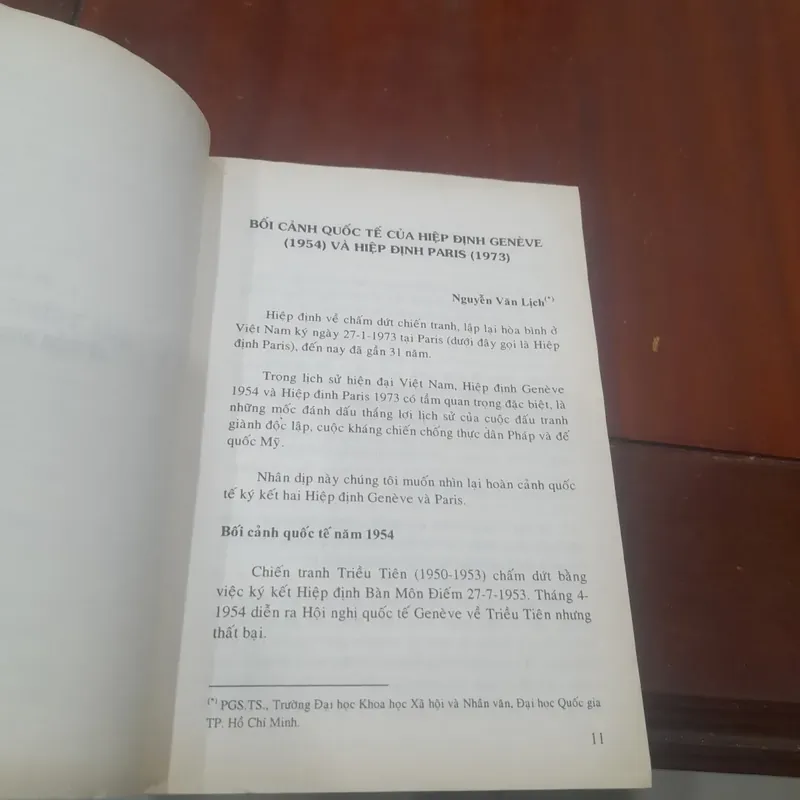 BỐI CẢNH QUỐC TẾ CỦA HIỆP ĐỊNH GENÈVE
(1954) VÀ HIỆP ĐỊNH PARIS (1973)
Nguyễn Văn Lịch(*)
Hiệp định về chấm dứt chiến tranh, lập lại hòa bình ở
Việt Nam ký ngày 27-1-1973 tại Paris (dưới đây gọi là Hiệp
định Paris), đến nay đã gần 31 năm.
Trong lịch sử hiện đại Việt Nam, Hiệp định Genève
1954 và Hiệp định Paris 1973 có tầm quan trọng đặc biệt, là
những mốc đánh dấu thắng lợi lịch sử của cuộc đấu tranh
giành độc lập, cuộc kháng chiến chống thực dân Pháp và đế
quốc Mỹ.
Nhân dịp này chúng tôi muốn nhìn lại hoàn cảnh quốc
tế ký kết hai Hiệp định Genève và Paris.
Bối cảnh quốc tế năm 1954
Chiến tranh Triều Tiên (1950-1953) chấm dứt bằng
việc ký kết Hiệp định Bàn Môn Điếm 27-7-1953. Tháng 4-
1954 diễn ra Hội nghị quốc tế Genève về Triều Tiên nhưng
thất bại.
(*) PGS.TS., Trường Đại học Khoa học Xã hội và Nhân văn, Đại học Quốc gia
TP. Hồ Chí Minh.
11